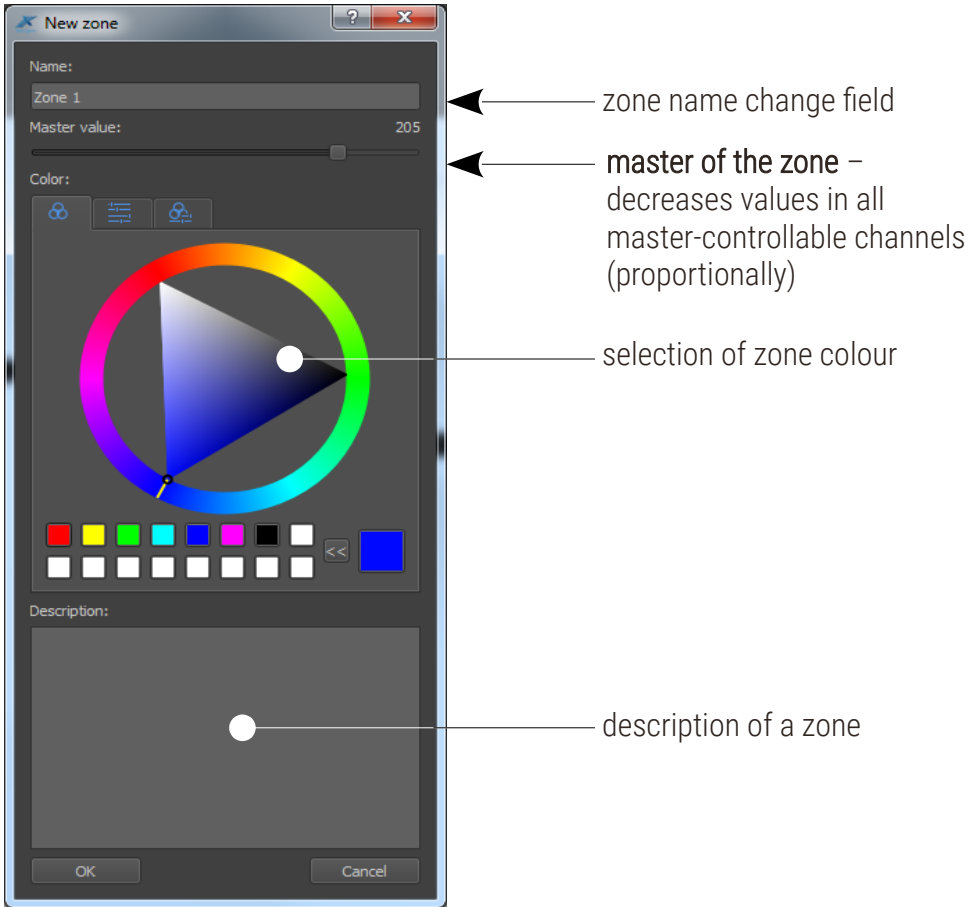 New zone
?
X
Name:
Zone 1
zone name change field
Master value:
205
master of the zone –
decreases values in all
master-controllable channels
(proportionally)
Color:
selection of zone colour
<<
Description:
description of a zone
OK
Cancel